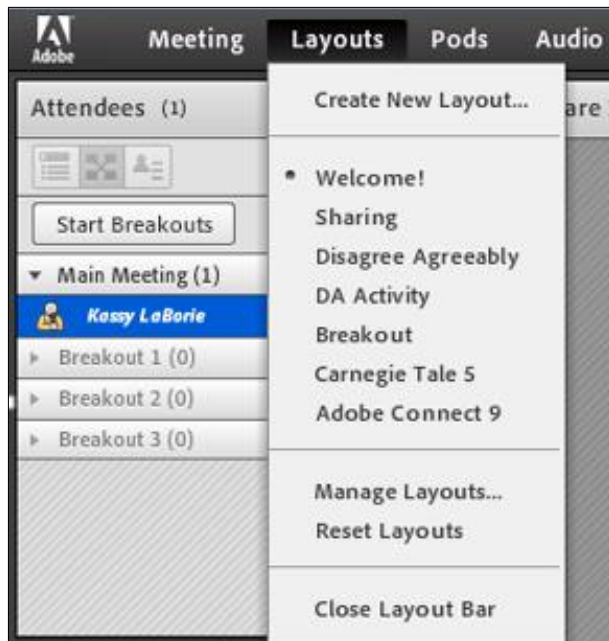 Adobe
Meeting Layouts Pods Audio
Attendees (1)
Start Breakouts
Main Meeting (1)
Kassy LaBorie
Breakout 1 (0)
Breakout 2 (0)
Breakout 3 (0)
Create New Layout...
Welcome!
Sharing
Disagree Agreeably
DA Activity
Breakout
Carnegie Tale 5
Adobe Connect 9
Manage Layouts...
Reset Layouts
Close Layout Bar
are